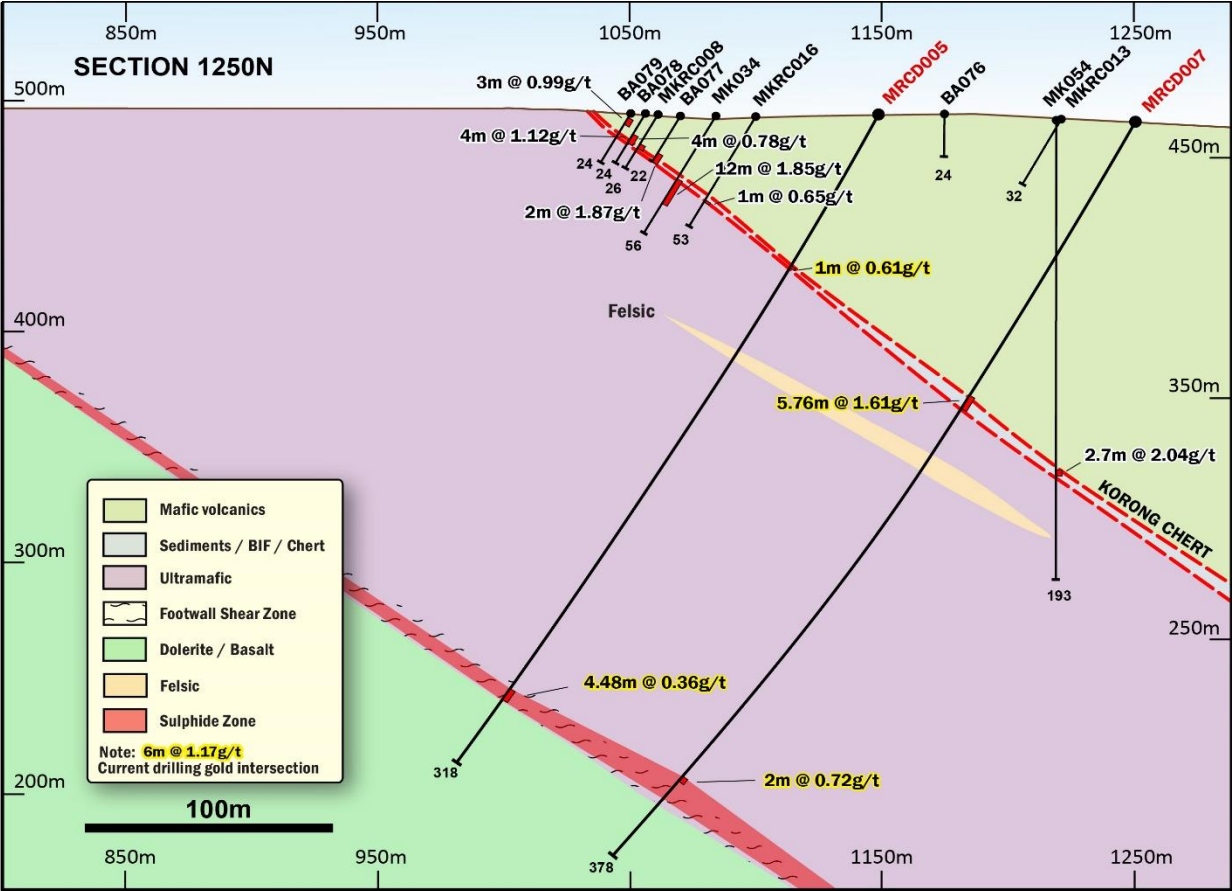 850m
950m
1050m
1150m
1250m
SECTION 1250N
BA079
BA078
MKRC008
BA077
MK034
MKRC016
MRCD005
BA076
MK054
MKRC013
MRCD007
500m
3m @ 0.99g/t
4m @ 1.12g/t
4m @ 0.78g/t
450m
24
24
26
22
12m @ 1.85g/t
24
32
2m @ 1.87g/t
1m @ 0.65g/t
56
53
1m @ 0.61g/t
Felsic
400m
350m
5.76m @ 1.61g/t
2.7m @ 2.04g/t
KORONG CHERT
Mafic volcanics
Sediments / BIF / Chert
Ultramafic
Footwall Shear Zone
Dolerite / Basalt
Felsic
Sulphide Zone
Note: 6m @ 1.17g/t
Current drilling gold intersection
300m
193
250m
4.48m @ 0.36g/t
318
2m @ 0.72g/t
200m
100m
378
850m
950m
1150m
1250m